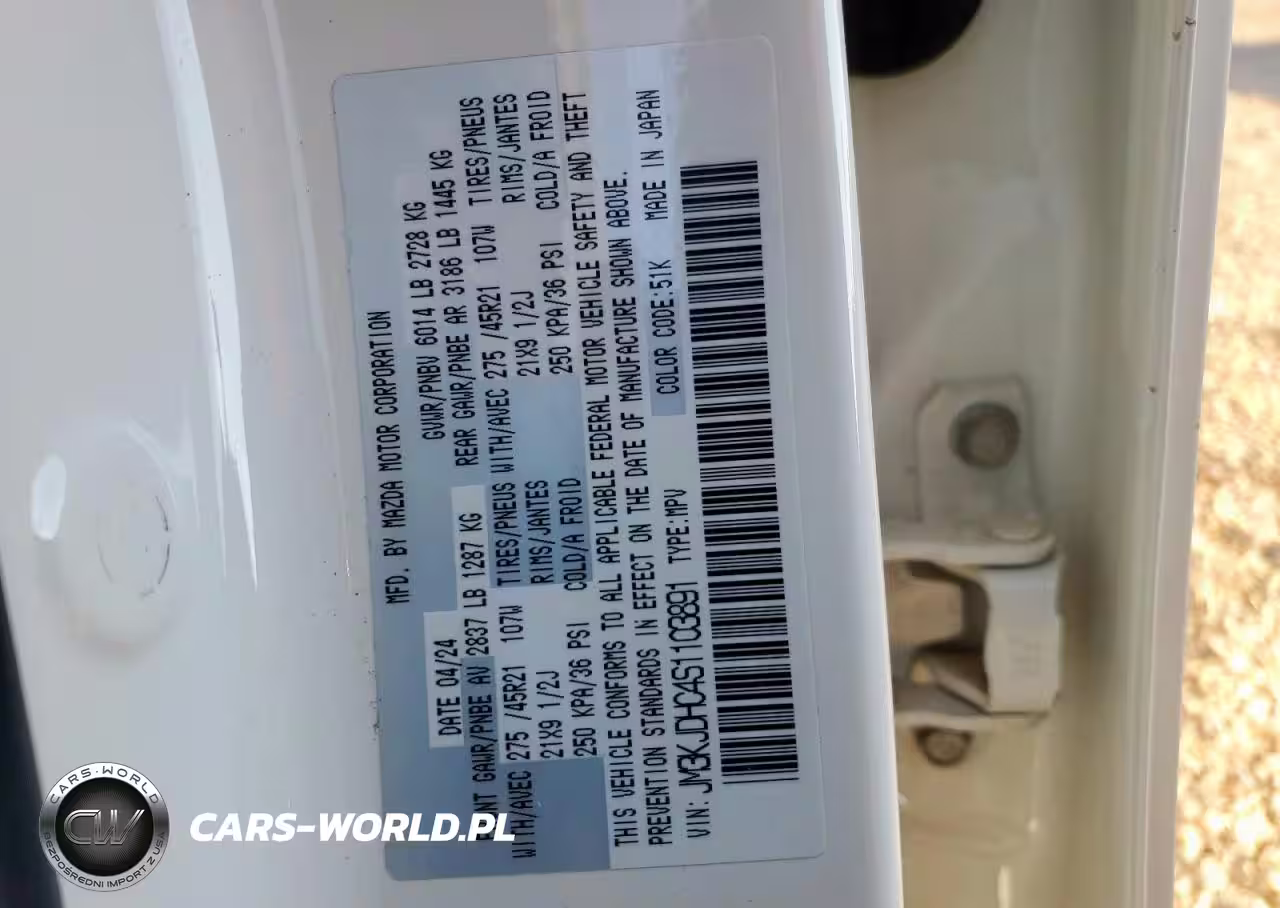 MFD. BY MAZDA MOTOR CORPORATION
DATE 04/24 GVWR/PNBV 6014 LB 2728 KG
GAWR/PNBE AV 2837 LB 1287 KG REAR GAWR/PNBE AR 3186 LB 1445 KG
WITH/AVEC 275 /45R21 107W TIRES/PNEUS WITH/AVEC 275 /45R21 107W TIRES/PNEUS
21X9 1/2J RIMS/JANTES 21X9 1/2J RIMS/JANTES
250 KPA/36 PSI COLD/A FROID 250 KPA/36 PSI COLD/A FROID
THIS VEHICLE CONFORMS TO ALL APPLICABLE FEDERAL MOTOR VEHICLE SAFETY AND THEFT
PREVENTION STANDARDS IN EFFECT ON THE DATE OF MANUFACTURE SHOWN ABOVE.
VIN: JM3KJDHC4S1103891 TYPE:MPV COLOR CODE:51K MADE IN JAPAN
CARS-WORLD
CW
BEZPOŚREDNI IMPORT Z USA
CARS-WORLD.PL